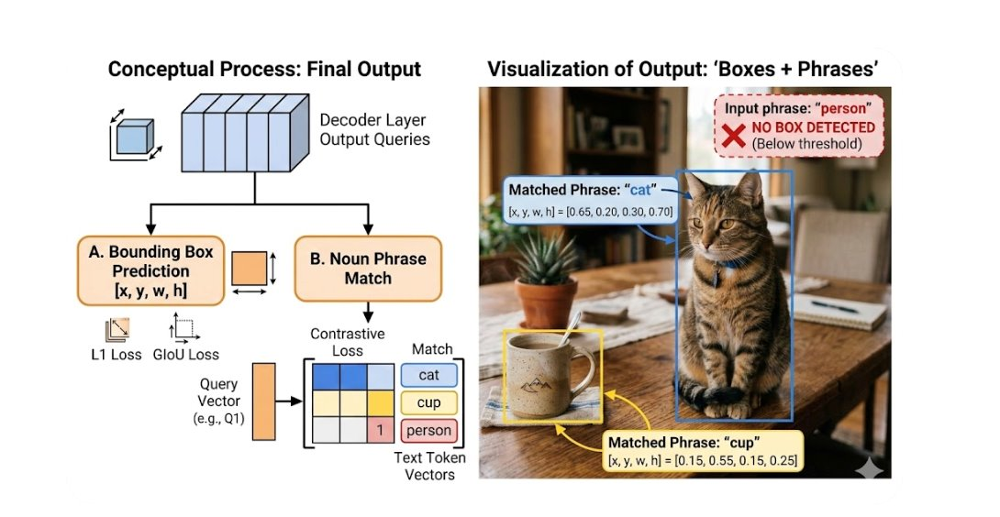 Conceptual Process: Final Output
Decoder Layer
Output Queries
A. Bounding Box
Prediction
[x, y, w, h]
B. Noun Phrase
Match
L1 Loss
GIoU Loss
Contrastive
Loss
Match
Query
Vector
(e.g., Q1)
cat
cup
1
person
Text Token
Vectors
Visualization of Output: ‘Boxes + Phrases’
Input phrase: “person”
NO BOX DETECTED
(Below threshold)
Matched Phrase: “cat”
[x, y, w, h] = [0.65, 0.20, 0.30, 0.70]
Matched Phrase: “cup”
[x, y, w, h] = [0.15, 0.55, 0.15, 0.25]